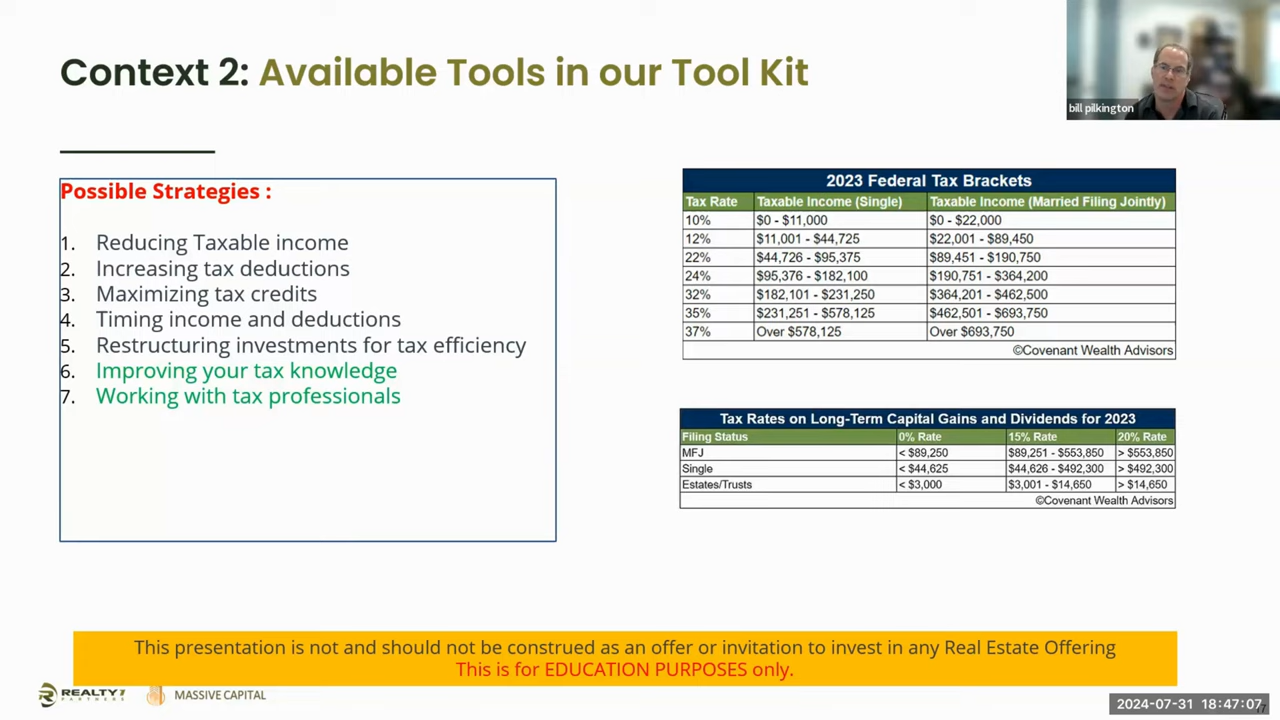 Context 2: Available Tools in our Tool Kit
bill pilkington
Possible Strategies :
1. Reducing Taxable income
2. Increasing tax deductions
3. Maximizing tax credits
4. Timing income and deductions
5. Restructuring investments for tax efficiency
6. Improving your tax knowledge
7. Working with tax professionals
2023 Federal Tax Brackets
Tax Rate Taxable Income (Single) Taxable Income (Married Filing Jointly)
10% $0 - $11,000 $0 - $22,000
12% $11,001 - $44,725 $22,001 - $89,450
22% $44,726 - $95,375 $89,451 - $190,750
24% $95,376 - $182,100 $190,751 - $364,200
32% $182,101 - $231,250 $364,201 - $462,500
35% $231,251 - $578,125 $462,501 - $693,750
37% Over $578,125 Over $693,750
©Covenant Wealth Advisors
Tax Rates on Long-Term Capital Gains and Dividends for 2023
Filing Status 0% Rate 15% Rate 20% Rate
MFJ < $89,250 $89,251 - $553,850 > $553,850
Single < $44,625 $44,626 - $492,300 > $492,300
Estates/Trusts < $3,000 $3,001 - $14,650 > $14,650
©Covenant Wealth Advisors
This presentation is not and should not be construed as an offer or invitation to invest in any Real Estate Offering
This is for EDUCATION PURPOSES only.
REALTY
PARTNERS
MASSIVE CAPITAL
2024-07-31 18:47:07